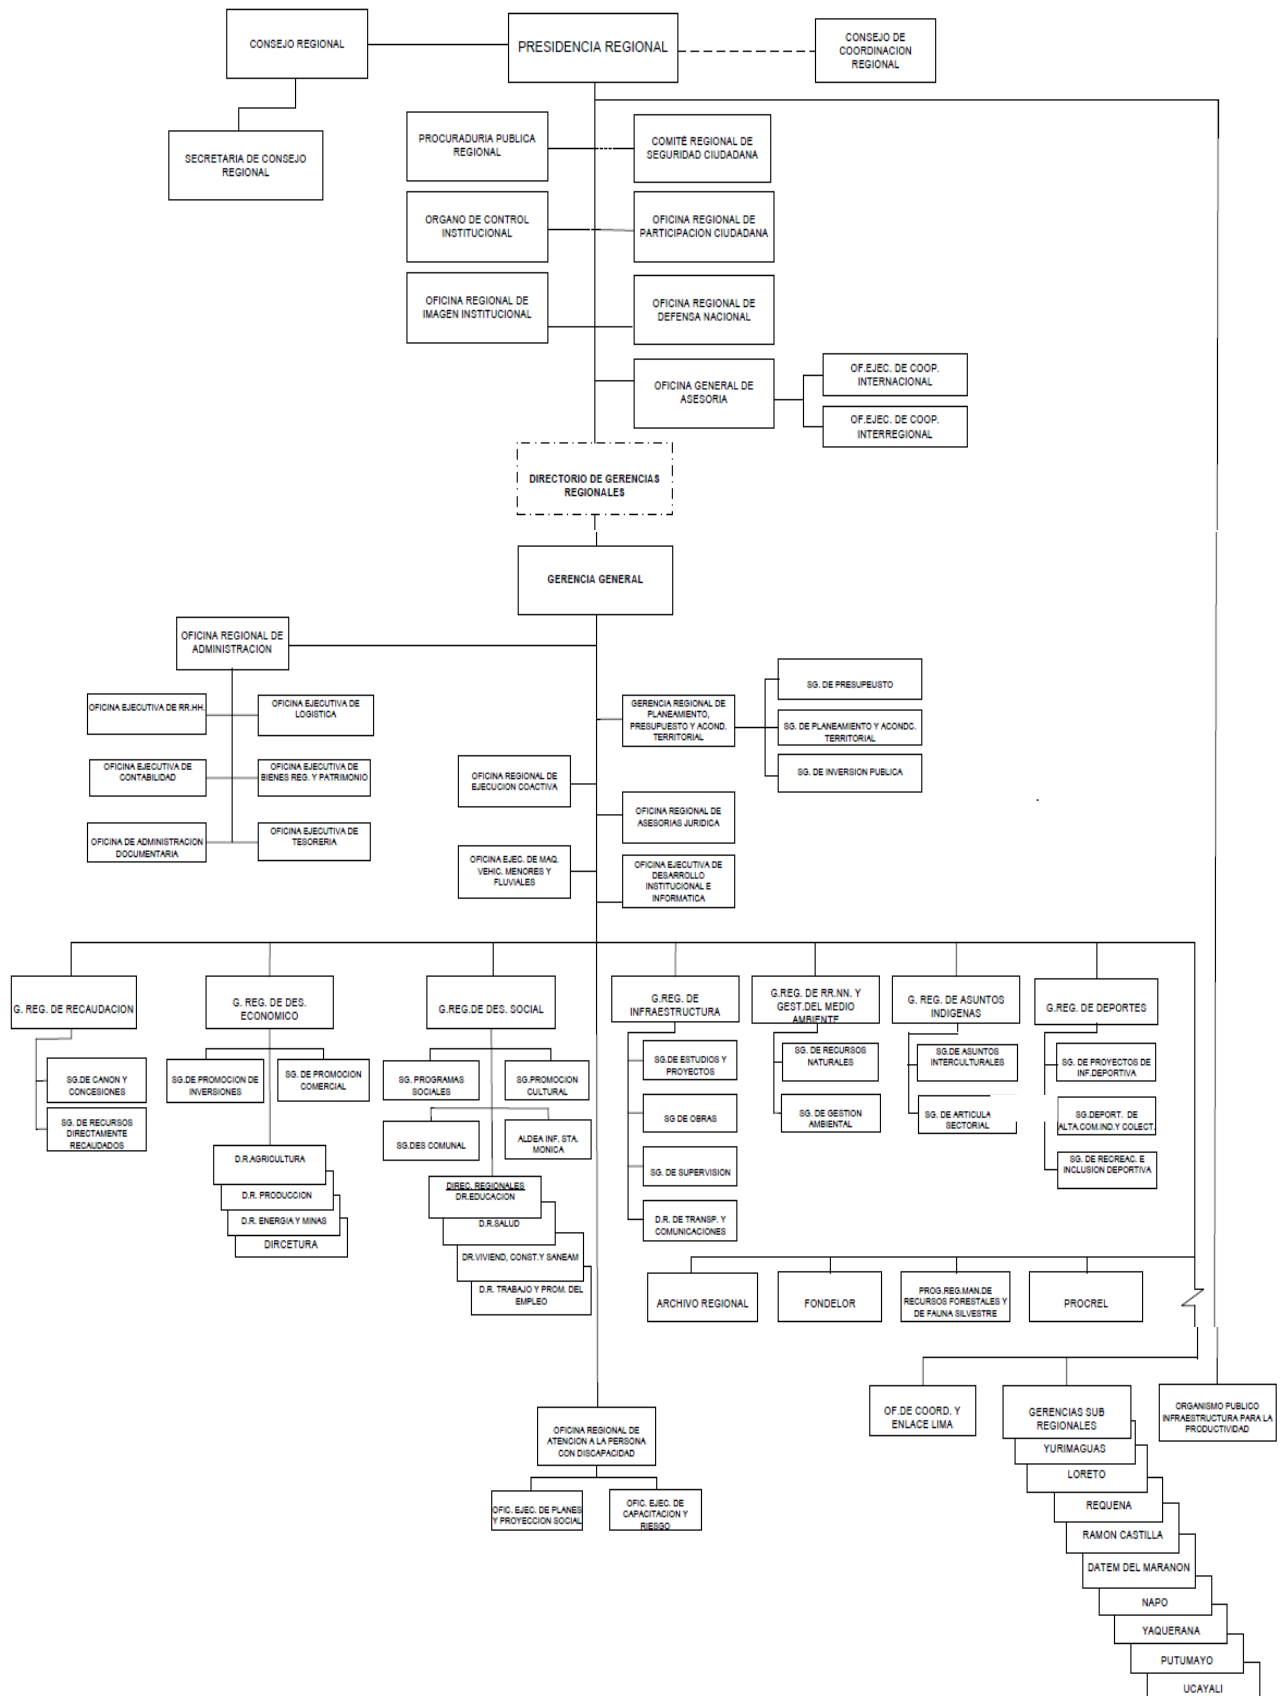 CONSEJO REGIONAL
PRESIDENCIA REGIONAL
CONSEJO DE
COORDINACION
REGIONAL
SECRETARIA DE CONSEJO
REGIONAL
PROCURADURIA PUBLICA
REGIONAL
COMITÉ REGIONAL DE
SEGURIDAD CIUDADANA
ORGANO DE CONTROL
INSTITUCIONAL
OFICINA REGIONAL DE
PARTICIPACION CIUDADANA
OFICINA REGIONAL DE
IMAGEN INSTITUCIONAL
OFICINA REGIONAL DE
DEFENSA NACIONAL
OFICINA GENERAL DE
ASESORIA
OF.EJEC. DE COOP.
INTERNACIONAL
OF.EJEC. DE COOP.
INTERREGIONAL
DIRECTORIO DE GERENCIAS
REGIONALES
GERENCIA GENERAL
OFICINA REGIONAL DE
ADMINISTRACION
OFICINA EJECUTIVA DE RR.HH.
OFICINA EJECUTIVA DE
LOGISTICA
OFICINA EJECUTIVA DE
CONTABILIDAD
OFICINA EJECUTIVA DE
BIENES REG. Y PATRIMONIO
OFICINA DE ADMINISTRACION
DOCUMENTARIA
OFICINA EJECUTIVA DE
TESORERIA
GERENCIA REGIONAL DE
PLANEAMIENTO,
PRESUPUESTO Y ACOND.
TERRITORIAL
SG. DE PRESUPEUSTO
SG. DE PLANEAMIENTO Y ACONDC.
TERRITORIAL
SG. DE INVERSION PUBLICA
OFICINA REGIONAL DE
EJECUCION COACTIVA
OFICINA REGIONAL DE
ASESORIAS JURIDICA
OFICINA EJEC. DE MAQ.
VEHIC. MENORES Y
FLUVIALES
OFICINA EJECUTIVA DE
DESARROLLO
INSTITUCIONAL E
INFORMATICA
G. REG. DE RECAUDACION
SG.DE CANON Y
CONCESIONES
SG. DE RECURSOS
DIRECTAMENTE
RECAUDADOS
G. REG. DE DES.
ECONOMICO
SG.DE PROMOCION DE
INVERSIONES
SG. DE PROMOCION
COMERCIAL
D.R.AGRICULTURA
D.R. PRODUCCION
D.R. ENERGIA Y MINAS
DIRCETURA
G.REG.DE DES. SOCIAL
SG. PROGRAMAS
SOCIALES
SG.PROMOCION
CULTURAL
SG.DES COMUNAL
ALDEA INF. STA.
MONICA
DIREC. REGIONALES
DR.EDUCACION
D.R.SALUD
DR.VIVIEND, CONST.Y SANEAM
D.R. TRABAJO Y PROM. DEL
EMPLEO
G.REG. DE
INFRAESTRUCTURA
SG.DE ESTUDIOS Y
PROYECTOS
SG DE OBRAS
SG. DE SUPERVISION
D.R. DE TRANSP. Y
COMUNICACIONES
G.REG. DE RR.NN. Y
GEST.DEL MEDIO
AMBIENTE
SG. DE RECURSOS
NATURALES
SG. DE GESTION
AMBIENTAL
G. REG. DE ASUNTOS
INDIGENAS
SG.DE ASUNTOS
INTERCULTURALES
SG. DE ARTICULA
SECTORIAL
G.REG. DE DEPORTES
SG. DE PROYECTOS DE
INF.DEPORTIVA
SG.DEPORT. DE
ALTA.COM.IND.Y COLECT.
SG. DE RECREAC. E
INCLUSION DEPORTIVA
ARCHIVO REGIONAL
FONDELOR
PROG.REG.MAN.DE
RECURSOS FORESTALES Y
DE FAUNA SILVESTRE
PROCREL
OF.DE COORD. Y
ENLACE LIMA
GERENCIAS SUB
REGIONALES
YURIMAGUAS
LORETO
REQUENA
RAMON CASTILLA
DATEM DEL MARANON
NAPO
YAQUERANA
PUTUMAYO
UCAYALI
ORGANISMO PUBLICO
INFRAESTRUCTURA PARA LA
PRODUCTIVIDAD
OFICINA REGIONAL DE
ATENCION A LA PERSONA
CON DISCAPACIDAD
OFIC. EJEC. DE PLANES
Y PROYECCION SOCIAL
OFIC. EJEC. DE
CAPACITACION Y
RIESGO